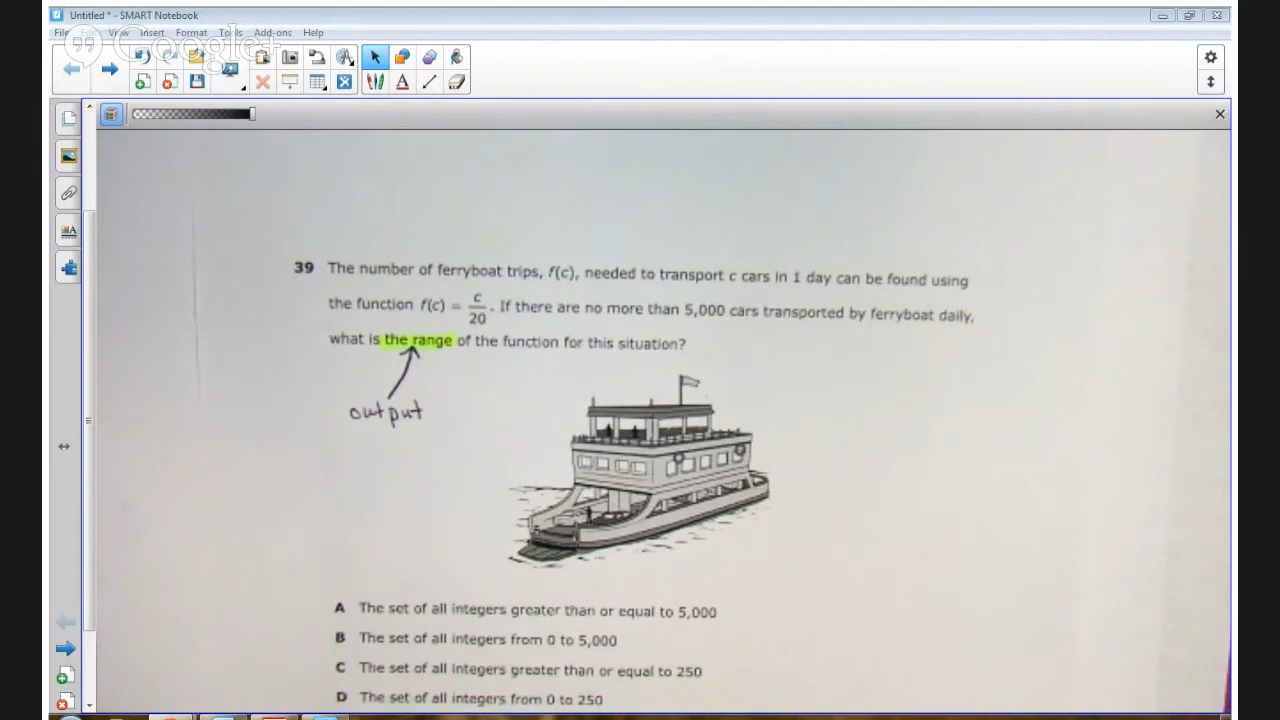 Untitled * - SMART Notebook
File Edit View Insert Format Tools Add-ons Help
Google+
39 The number of ferryboat trips, f(c), needed to transport c cars in 1 day can be found using
the function f(c) = c/20. If there are no more than 5,000 cars transported by ferryboat daily,
what is the range of the function for this situation?
output
A The set of all integers greater than or equal to 5,000
B The set of all integers from 0 to 5,000
C The set of all integers greater than or equal to 250
D The set of all integers from 0 to 250